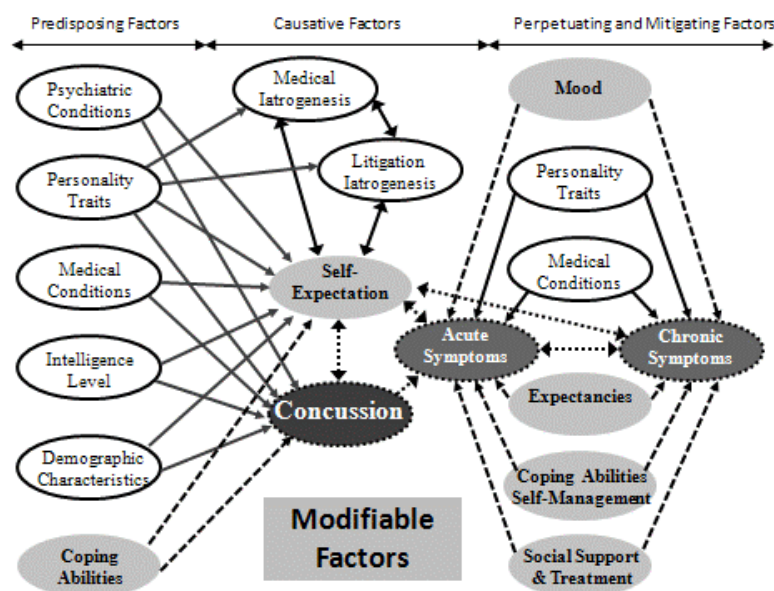 Predisposing Factors
Causative Factors
Perpetuating and Mitigating Factors
Psychiatric
Conditions
Personality
Traits
Medical
Conditions
Intelligence
Level
Demographic
Characteristics
Coping
Abilities
Medical
Iatrogenesis
Litigation
Iatrogenesis
Self-
Expectation
Concussion
Modifiable
Factors
Mood
Personality
Traits
Medical
Conditions
Acute
Symptoms
Chronic
Symptoms
Expectancies
Coping Abilities
Self-Management
Social Support
& Treatment